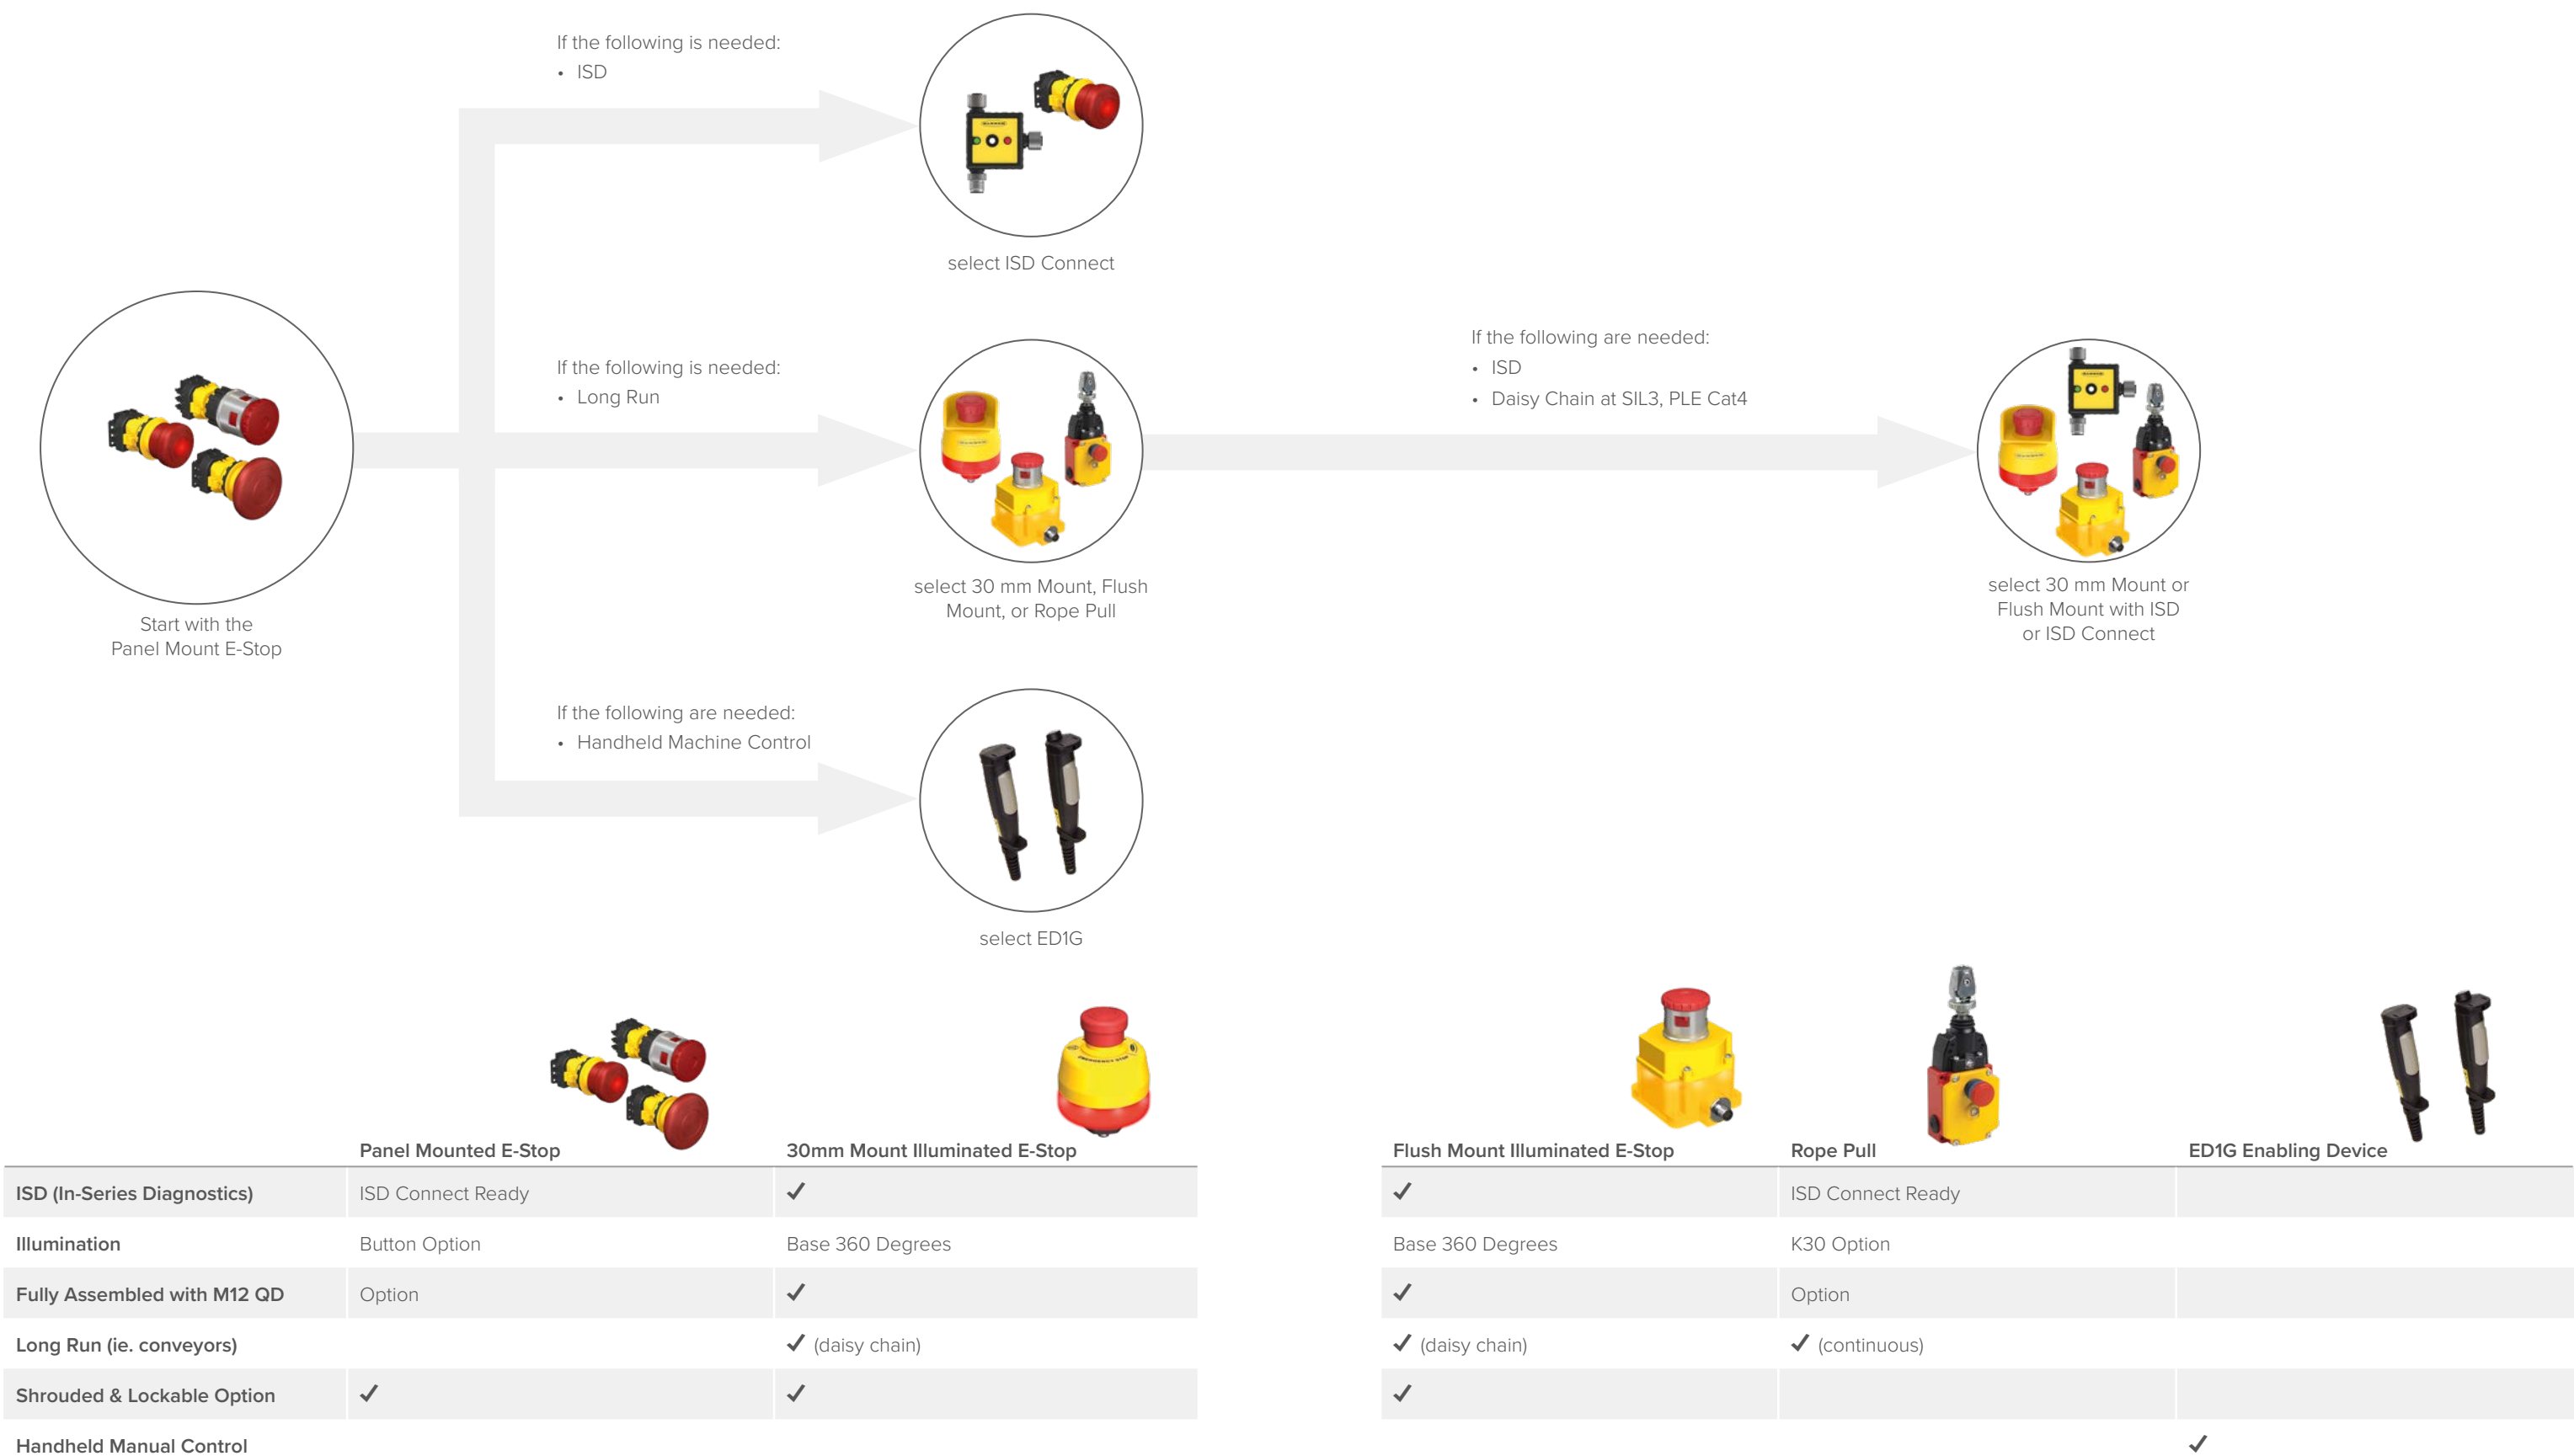 If the following is needed:
• ISD
select ISD Connect
Start with the
Panel Mount E-Stop
If the following is needed:
• Long Run
select 30 mm Mount, Flush
Mount, or Rope Pull
If the following are needed:
• ISD
• Daisy Chain at SIL3, PLE Cat4
select 30 mm Mount or
Flush Mount with ISD
or ISD Connect
If the following are needed:
• Handheld Machine Control
select ED1G
Panel Mounted E-Stop 30mm Mount Illuminated E-Stop Flush Mount Illuminated E-Stop Rope Pull ED1G Enabling Device
ISD (In-Series Diagnostics) ISD Connect Ready ✓ ✓ ISD Connect Ready
Illumination Button Option Base 360 Degrees Base 360 Degrees K30 Option
Fully Assembled with M12 QD Option ✓ ✓ Option
Long Run (ie. conveyors) ✓ (daisy chain) ✓ (daisy chain) ✓ (continuous)
Shrouded & Lockable Option ✓ ✓ ✓
Handheld Manual Control ✓